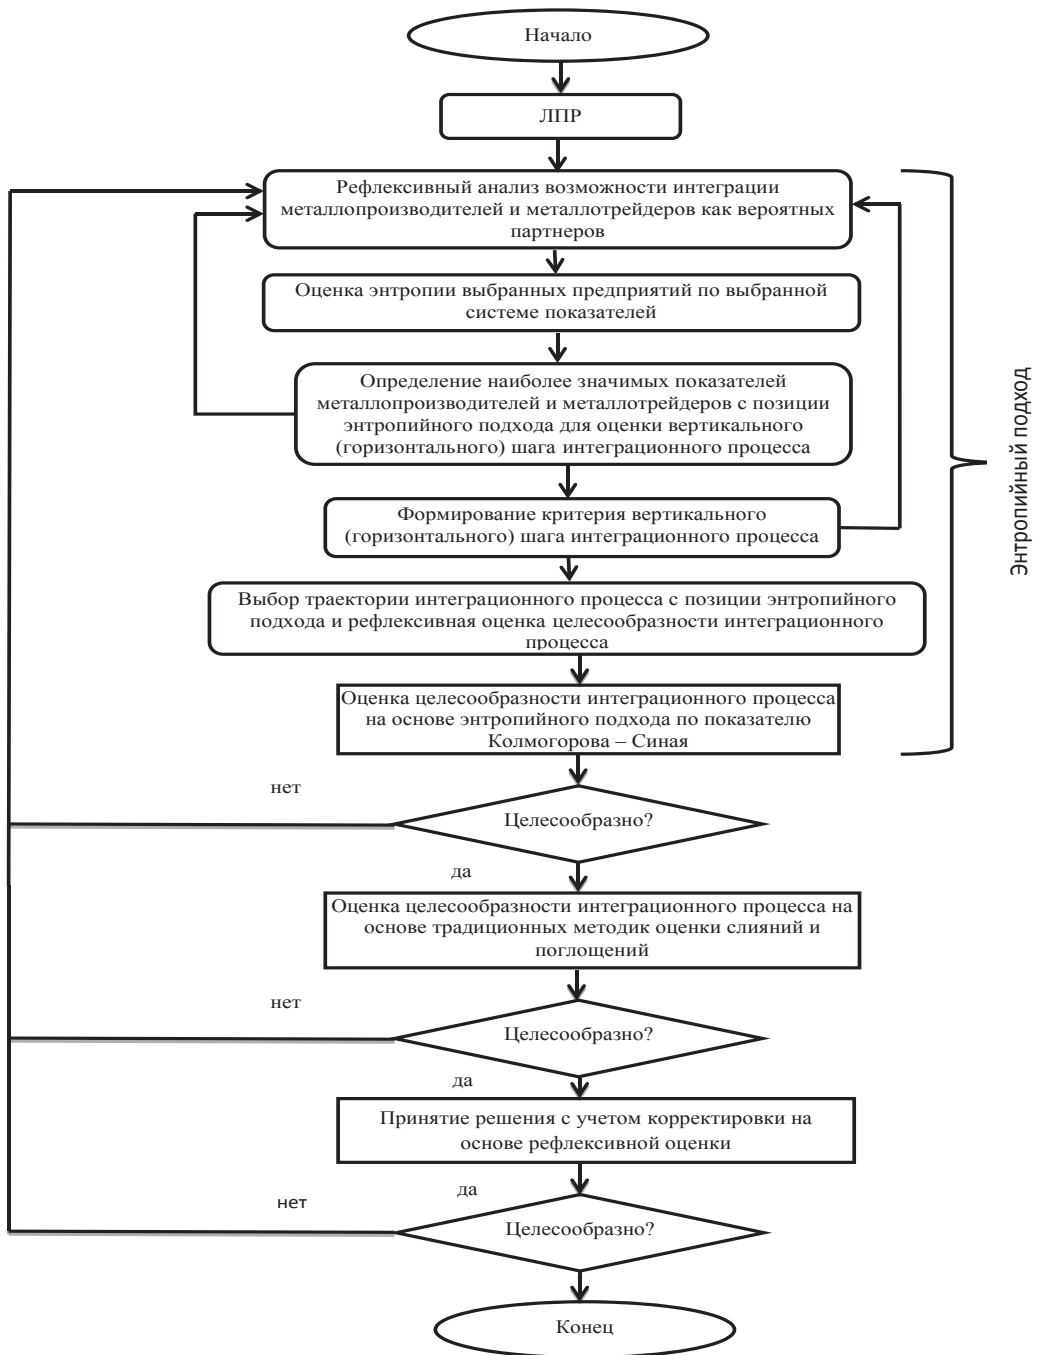 Начало
ЛПР
Рефлексивный анализ возможности интеграции
металлопроизводителей и металлотрейдеров как вероятных
партнеров
Оценка энтропии выбранных предприятий по выбранной
системе показателей
Определение наиболее значимых показателей
металлопроизводителей и металлотрейдеров с позиции
энтропийного подхода для оценки вертикального
(горизонтального) шага интеграционного процесса
Формирование критерия вертикального
(горизонтального) шага интеграционного процесса
Выбор траектории интеграционного процесса с позиции энтропийного
подхода и рефлексивная оценка целесообразности интеграционного
процесса
Оценка целесообразности интеграционного процесса
на основе энтропийного подхода по показателю
Колмогорова – Синая
Энтропийный подход
нет
Целесообразно?
да
Оценка целесообразности интеграционного процесса на
основе традиционных методик оценки слияний и
поглощений
нет
Целесообразно?
да
Принятие решения с учетом корректировки на
основе рефлексивной оценки
да
нет
Целесообразно?
Конец